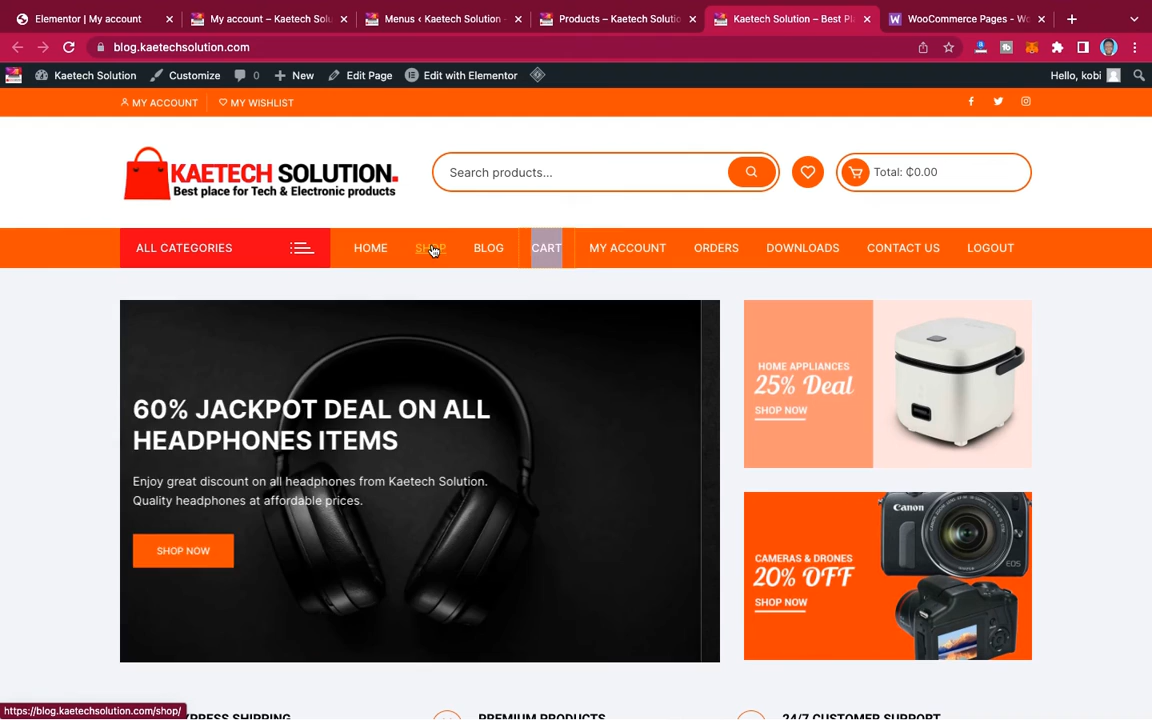 Elementor | My account
My account – Kaetech Solu
Menus ‹ Kaetech Solution -
Products – Kaetech Solutio
Kaetech Solution – Best Pl
WooCommerce Pages - Wo
blog.kaetechsolution.com
Kaetech Solution Customize 0 New Edit Page Edit with Elementor Hello, kobi
MY ACCOUNT MY WISHLIST
KAETECH SOLUTION.
Best place for Tech & Electronic products
Search products...
Total: ₵0.00
ALL CATEGORIES HOME SHOP BLOG CART MY ACCOUNT ORDERS DOWNLOADS CONTACT US LOGOUT
60% JACKPOT DEAL ON ALL
HEADPHONES ITEMS
Enjoy great discount on all headphones from Kaetech Solution.
Quality headphones at affordable prices.
SHOP NOW
HOME APPLIANCES
25% Deal
SHOP NOW
CAMERAS & DRONES
20% OFF
SHOP NOW
Canon
EOS
https://blog.kaetechsolution.com/shop/
XPRESS SHIPPING
PREMIUM PRODUCTS
24/7 CUSTOMER SUPPORT